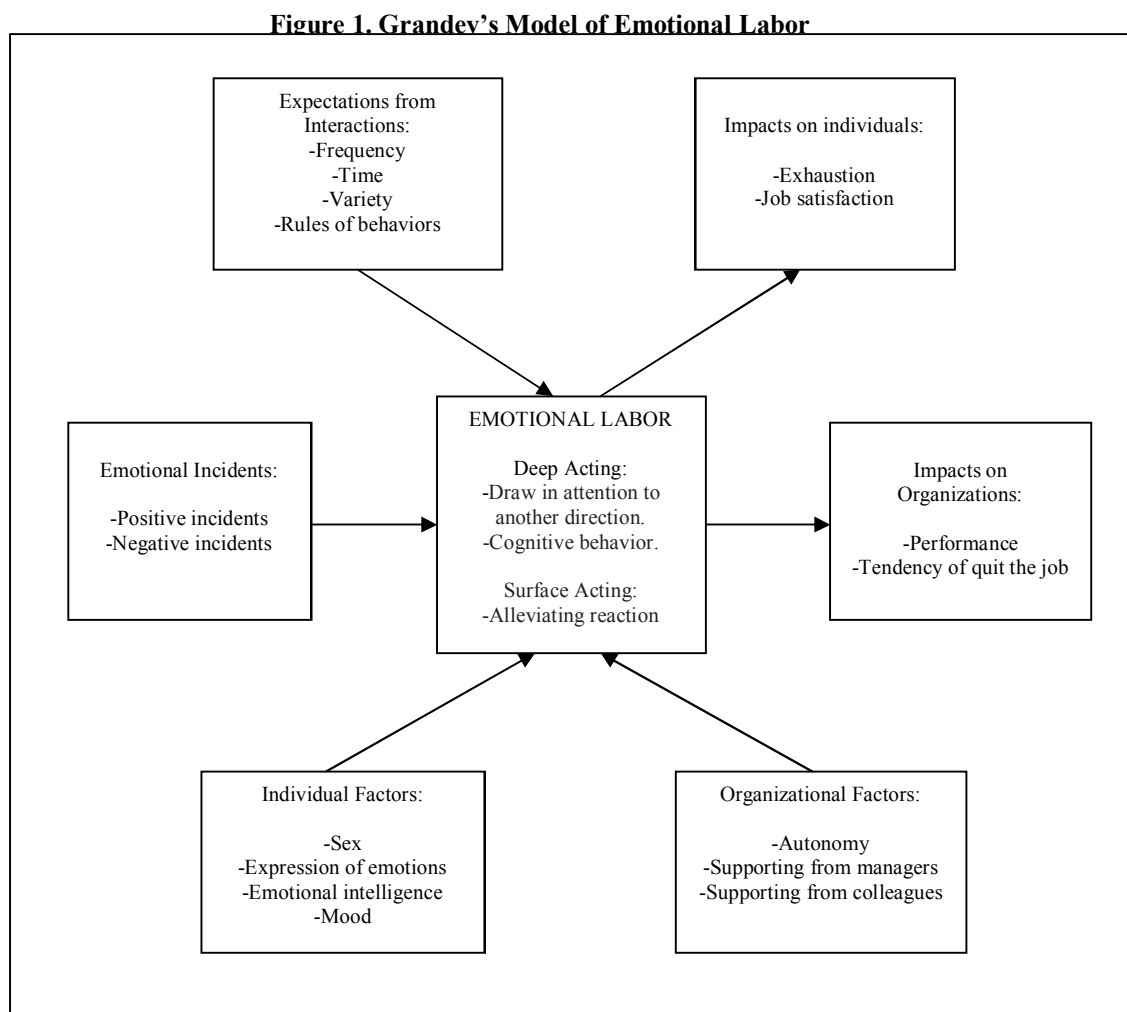 Figure 1. Grandey's Model of Emotional Labor
Expectations from
Interactions:
-Frequency
-Time
-Variety
-Rules of behaviors
Impacts on individuals:
-Exhaustion
-Job satisfaction
Emotional Incidents:
-Positive incidents
-Negative incidents
EMOTIONAL LABOR
Deep Acting:
-Draw in attention to
another direction.
-Cognitive behavior.
Surface Acting:
-Alleviating reaction
Impacts on
Organizations:
-Performance
-Tendency of quit the job
Individual Factors:
-Sex
-Expression of emotions
-Emotional intelligence
-Mood
Organizational Factors:
-Autonomy
-Supporting from managers
-Supporting from colleagues